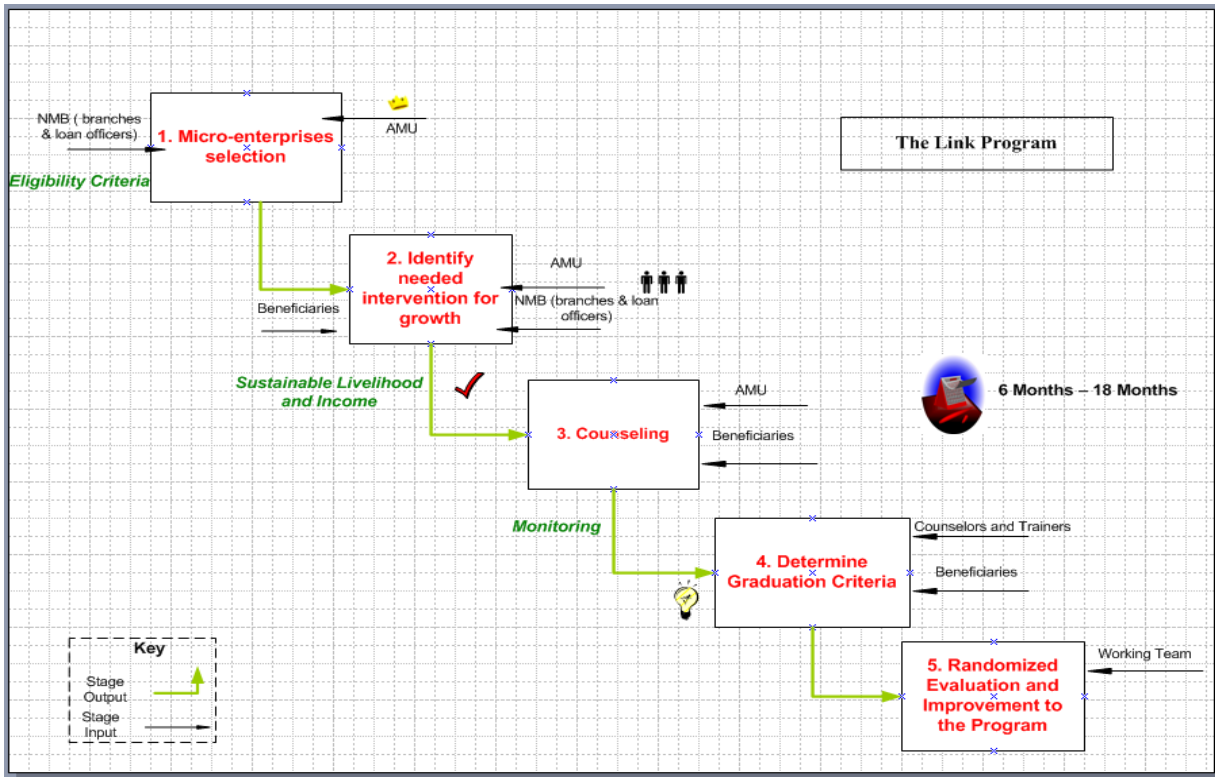 NMB ( branches
& loan officers)
1. Micro-enterprises
selection
AMU
The Link Program
Eligibility Criteria
2. Identify
needed
intervention for
growth
AMU
NMB (branches & loan
officers)
Beneficiaries
Sustainable Livelihood
and Income
3. Counseling
AMU
Beneficiaries
6 Months – 18 Months
Monitoring
4. Determine
Graduation Criteria
Counselors and Trainers
Beneficiaries
5. Randomized
Evaluation and
Improvement to
the Program
Working Team
Key
Stage
Output
Stage
Input